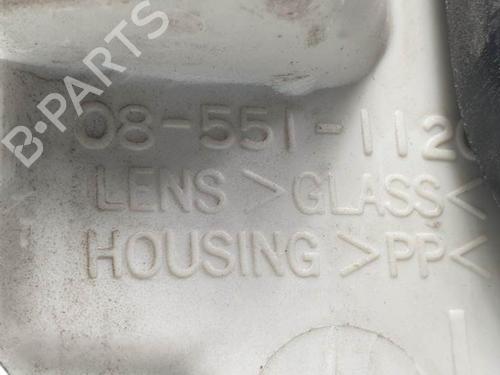 B-PARTS
08-551-112
LENS >GLASS<
HOUSING >PP<